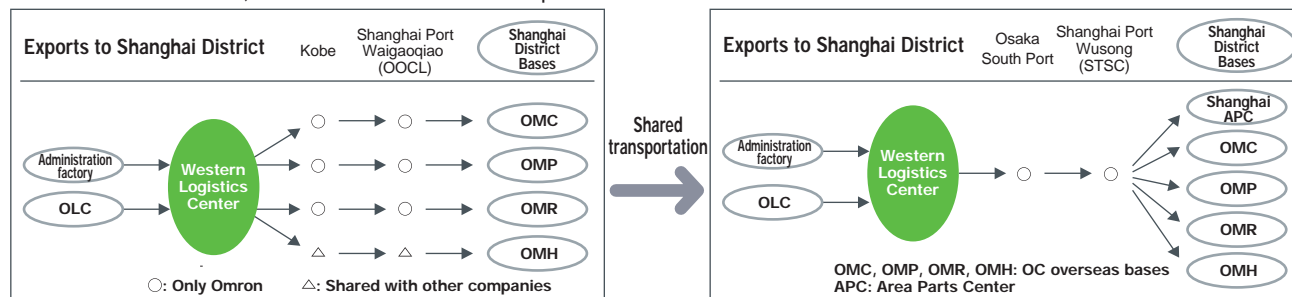 Exports to Shanghai District
Kobe
Shanghai Port
Waigaoqiao
(OOCL)
Shanghai
District
Bases
Administration
factory
OLC
Western
Logistics
Center
OMC
OMP
OMR
OMH
○: Only Omron △: Shared with other companies
Shared
transportation
Exports to Shanghai District
Osaka
South Port
Shanghai Port
Wusong
(STSC)
Shanghai
District
Bases
Administration
factory
OLC
Western
Logistics
Center
Shanghai
APC
OMC
OMP
OMR
OMH
OMC, OMP, OMR, OMH: OC overseas bases
APC: Area Parts Center